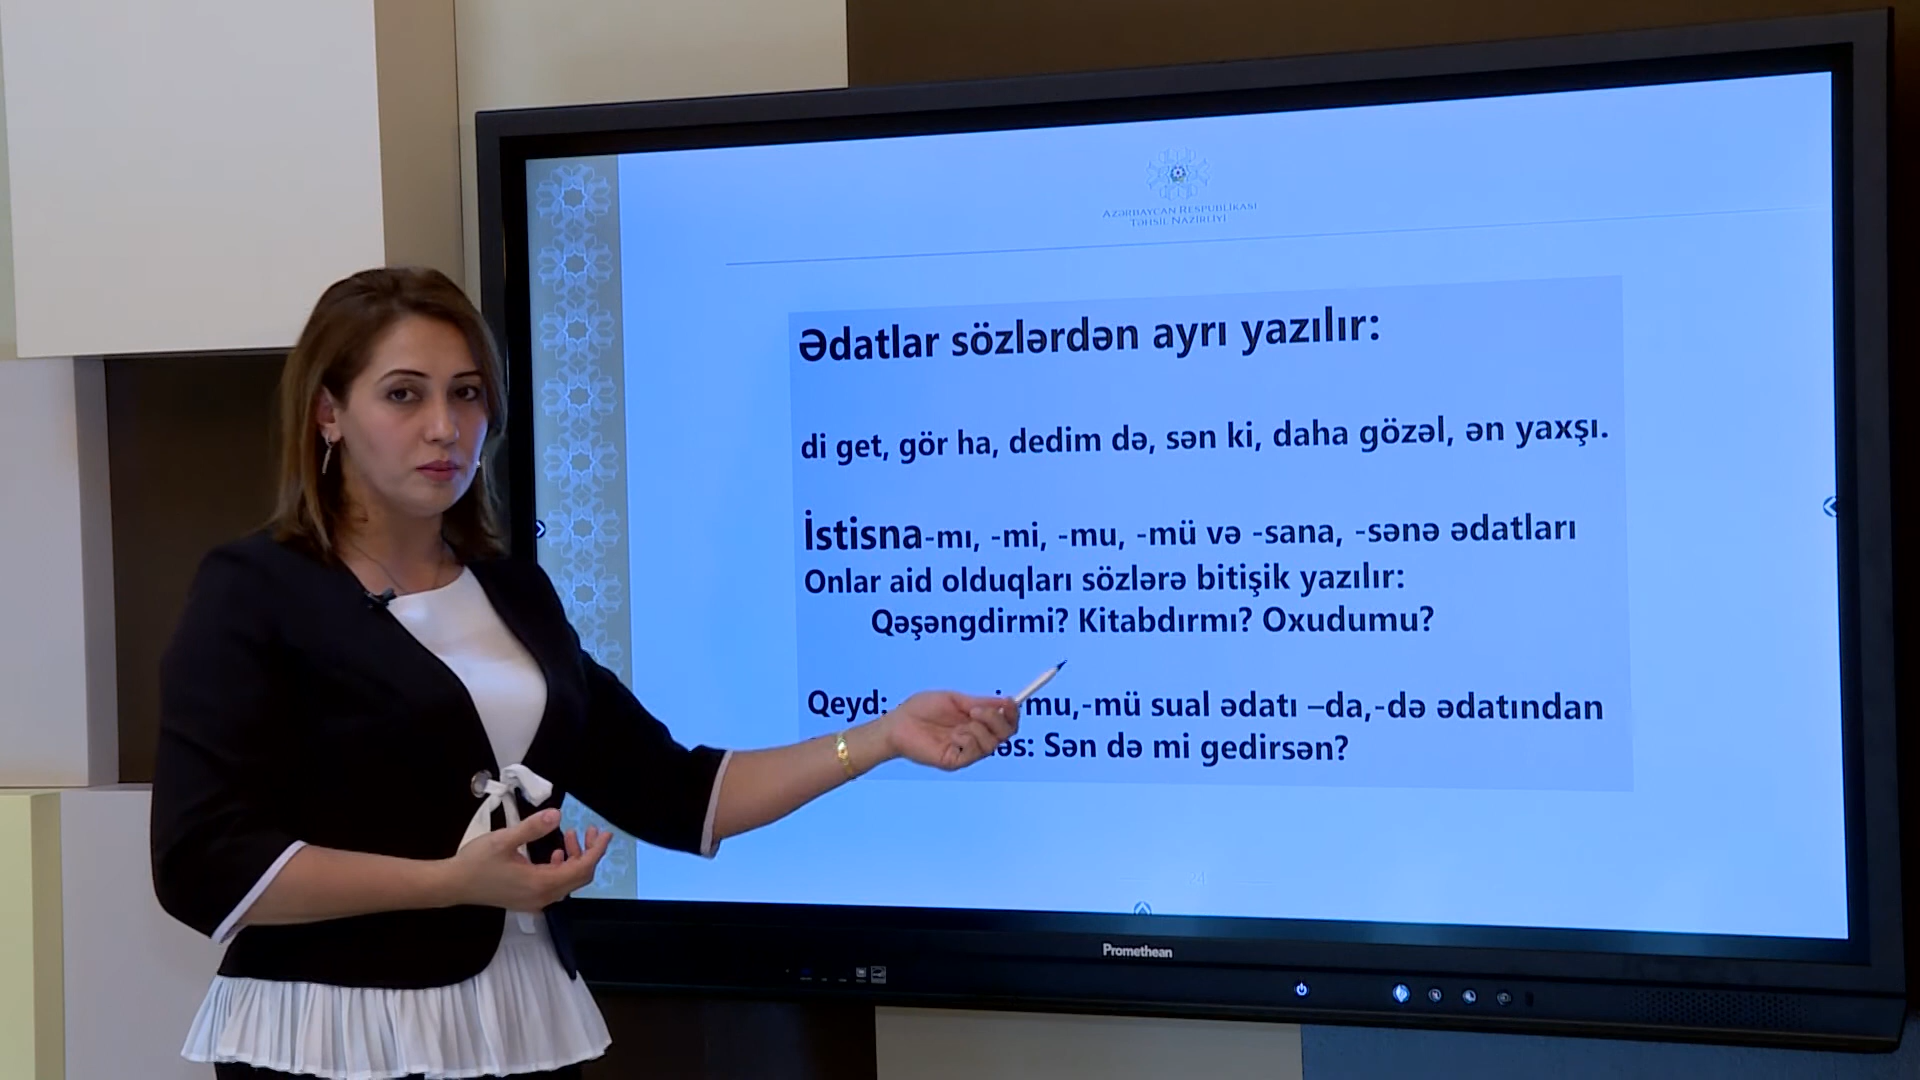 AZƏRBAYCAN RESPUBLİKASI
TƏHSİL NAZİRLİYİ
Ədatlar sözlərdən ayrı yazılır:
di get, gör ha, dedim də, sən ki, daha gözəl, ən yaxşı.
İstisna-mı, -mi, -mu, -mü və -sana, -sənə ədatları
Onlar aid olduqları sözlərə bitişik yazılır:
Qəşəngdirmi? Kitabdırmı? Oxudumu?
Qeyd: mu,-mü sual ədatı –da,-də ədatından
Sən də mi gedirsən?
24
Promethean